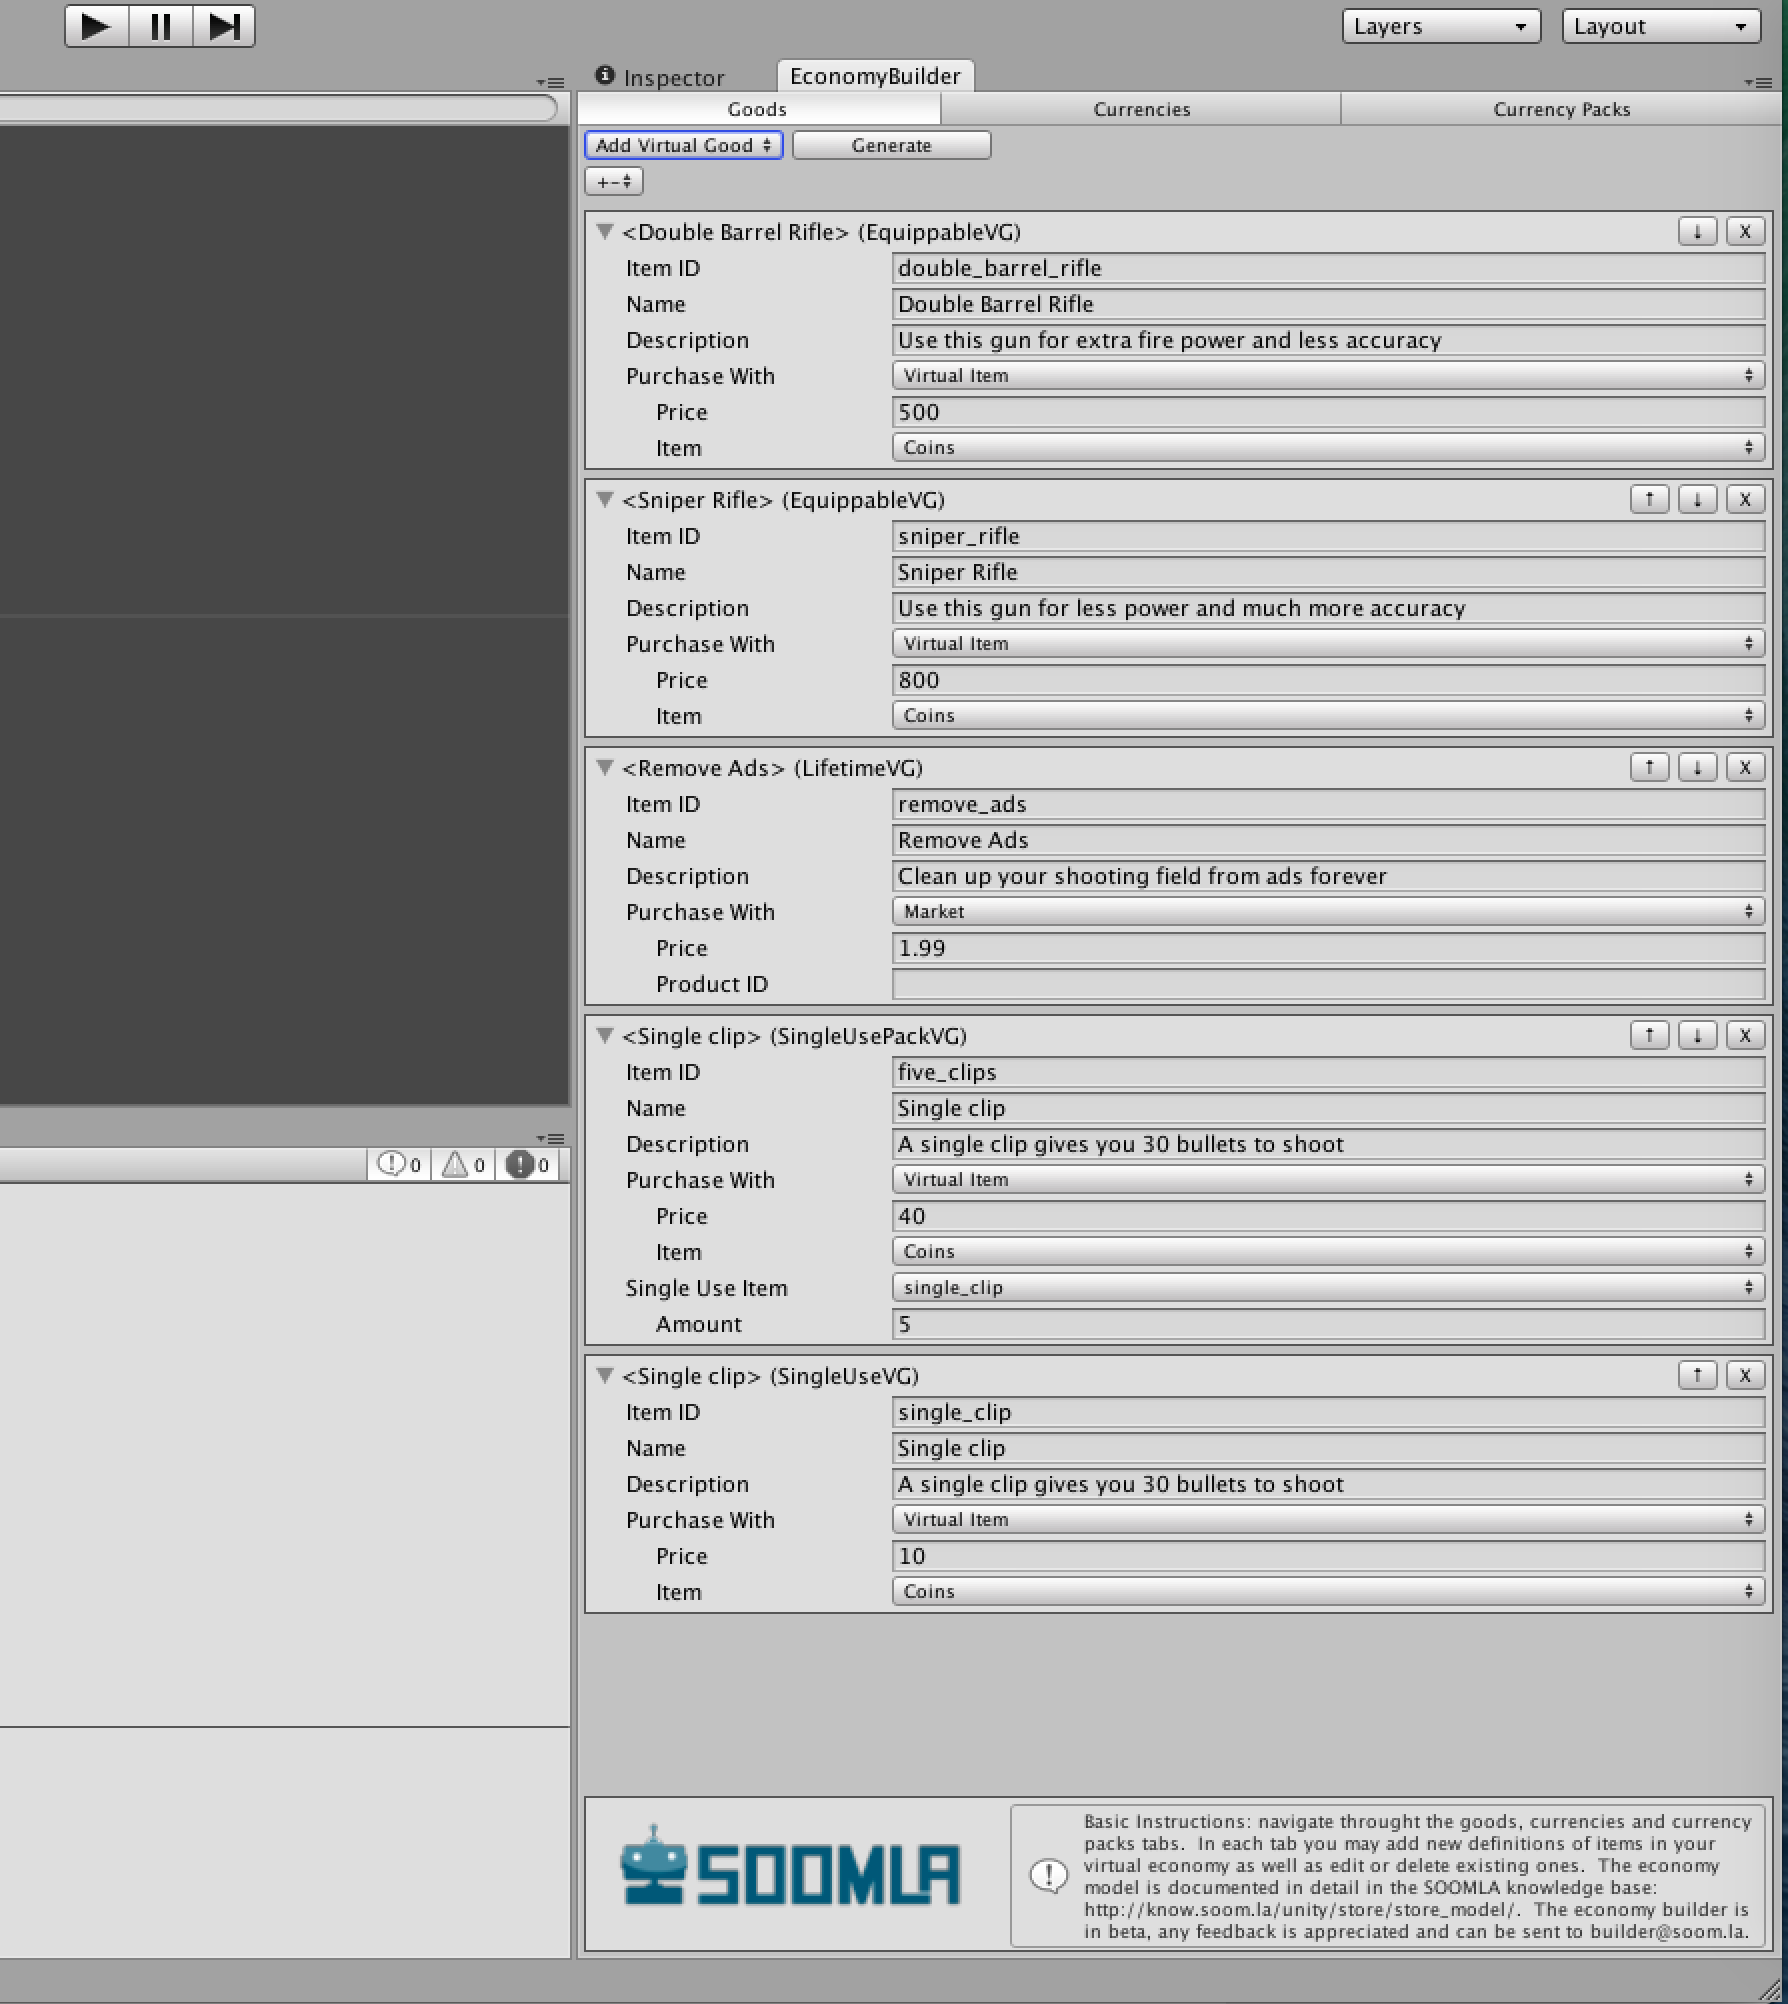 Layers
Layout
Inspector
EconomyBuilder
Goods
Currencies
Currency Packs
Add Virtual Good
Generate
+-
<Double Barrel Rifle> (EquippableVG)
X
Item ID
double_barrel_rifle
Name
Double Barrel Rifle
Description
Use this gun for extra fire power and less accuracy
Purchase With
Virtual Item
Price
500
Item
Coins
<Sniper Rifle> (EquippableVG)
X
Item ID
sniper_rifle
Name
Sniper Rifle
Description
Use this gun for less power and much more accuracy
Purchase With
Virtual Item
Price
800
Item
Coins
<Remove Ads> (LifetimeVG)
X
Item ID
remove_ads
Name
Remove Ads
Description
Clean up your shooting field from ads forever
Purchase With
Market
Price
1.99
Product ID
<Single clip> (SingleUsePackVG)
X
Item ID
five_clips
Name
Single clip
Description
A single clip gives you 30 bullets to shoot
Purchase With
Virtual Item
Price
40
Item
Coins
Single Use Item
single_clip
Amount
5
<Single clip> (SingleUseVG)
X
Item ID
single_clip
Name
Single clip
Description
A single clip gives you 30 bullets to shoot
Purchase With
Virtual Item
Price
10
Item
Coins
0
0
0
SOOMLA
Basic Instructions: navigate throught the goods, currencies and currency
packs tabs.  In each tab you may add new definitions of items in your
virtual economy as well as edit or delete existing ones.  The economy
model is documented in detail in the SOOMLA knowledge base:
http://know.soom.la/unity/store/store_model/.  The economy builder is
in beta, any feedback is appreciated and can be sent to builder@soom.la.